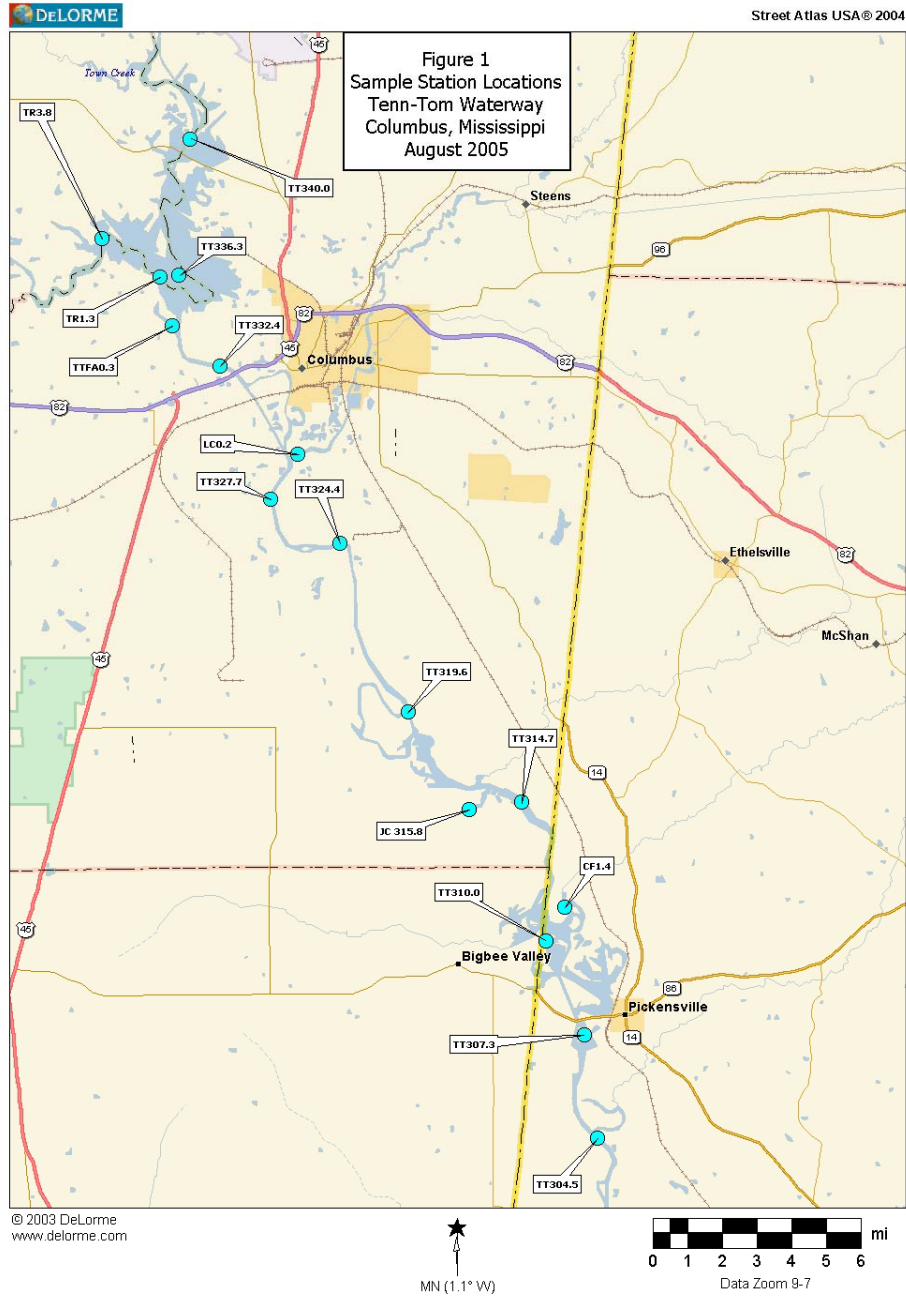 DELORME
Street Atlas USA® 2004
Figure 1
Sample Station Locations
Tenn-Tom Waterway
Columbus, Mississippi
August 2005
45
Town Creek
TR3.8
TT340.0
Steens
TT336.3
96
TR1.3
82
TT332.4
45
TTFA0.3
Columbus
82
82
LC0.2
TT327.7
TT324.4
Ethelsville
82
McShan
45
TT319.6
TT314.7
14
JC 315.8
CF1.4
TT310.0
45
Bigbee Valley
86
Pickensville
TT307.3
14
TT304.5
© 2003 DeLorme
www.delorme.com
mi
0 1 2 3 4 5 6
MN (1.1° W)
Data Zoom 9-7